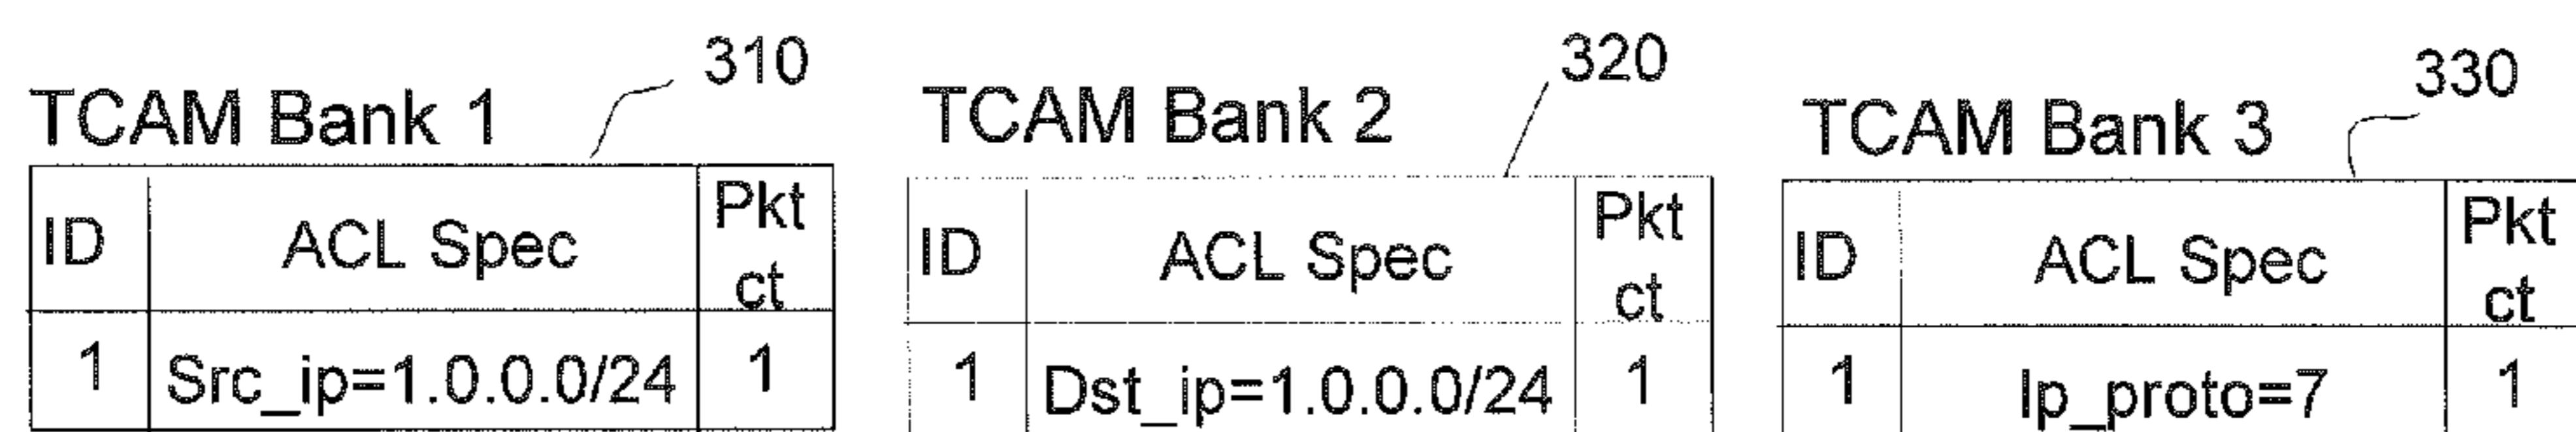 310
TCAM Bank 1
ID ACL Spec Pkt ct
1 Src_ip=1.0.0.0/24 1
320
TCAM Bank 2
ID ACL Spec Pkt ct
1 Dst_ip=1.0.0.0/24 1
330
TCAM Bank 3
ID ACL Spec Pkt ct
1 Ip_proto=7 1